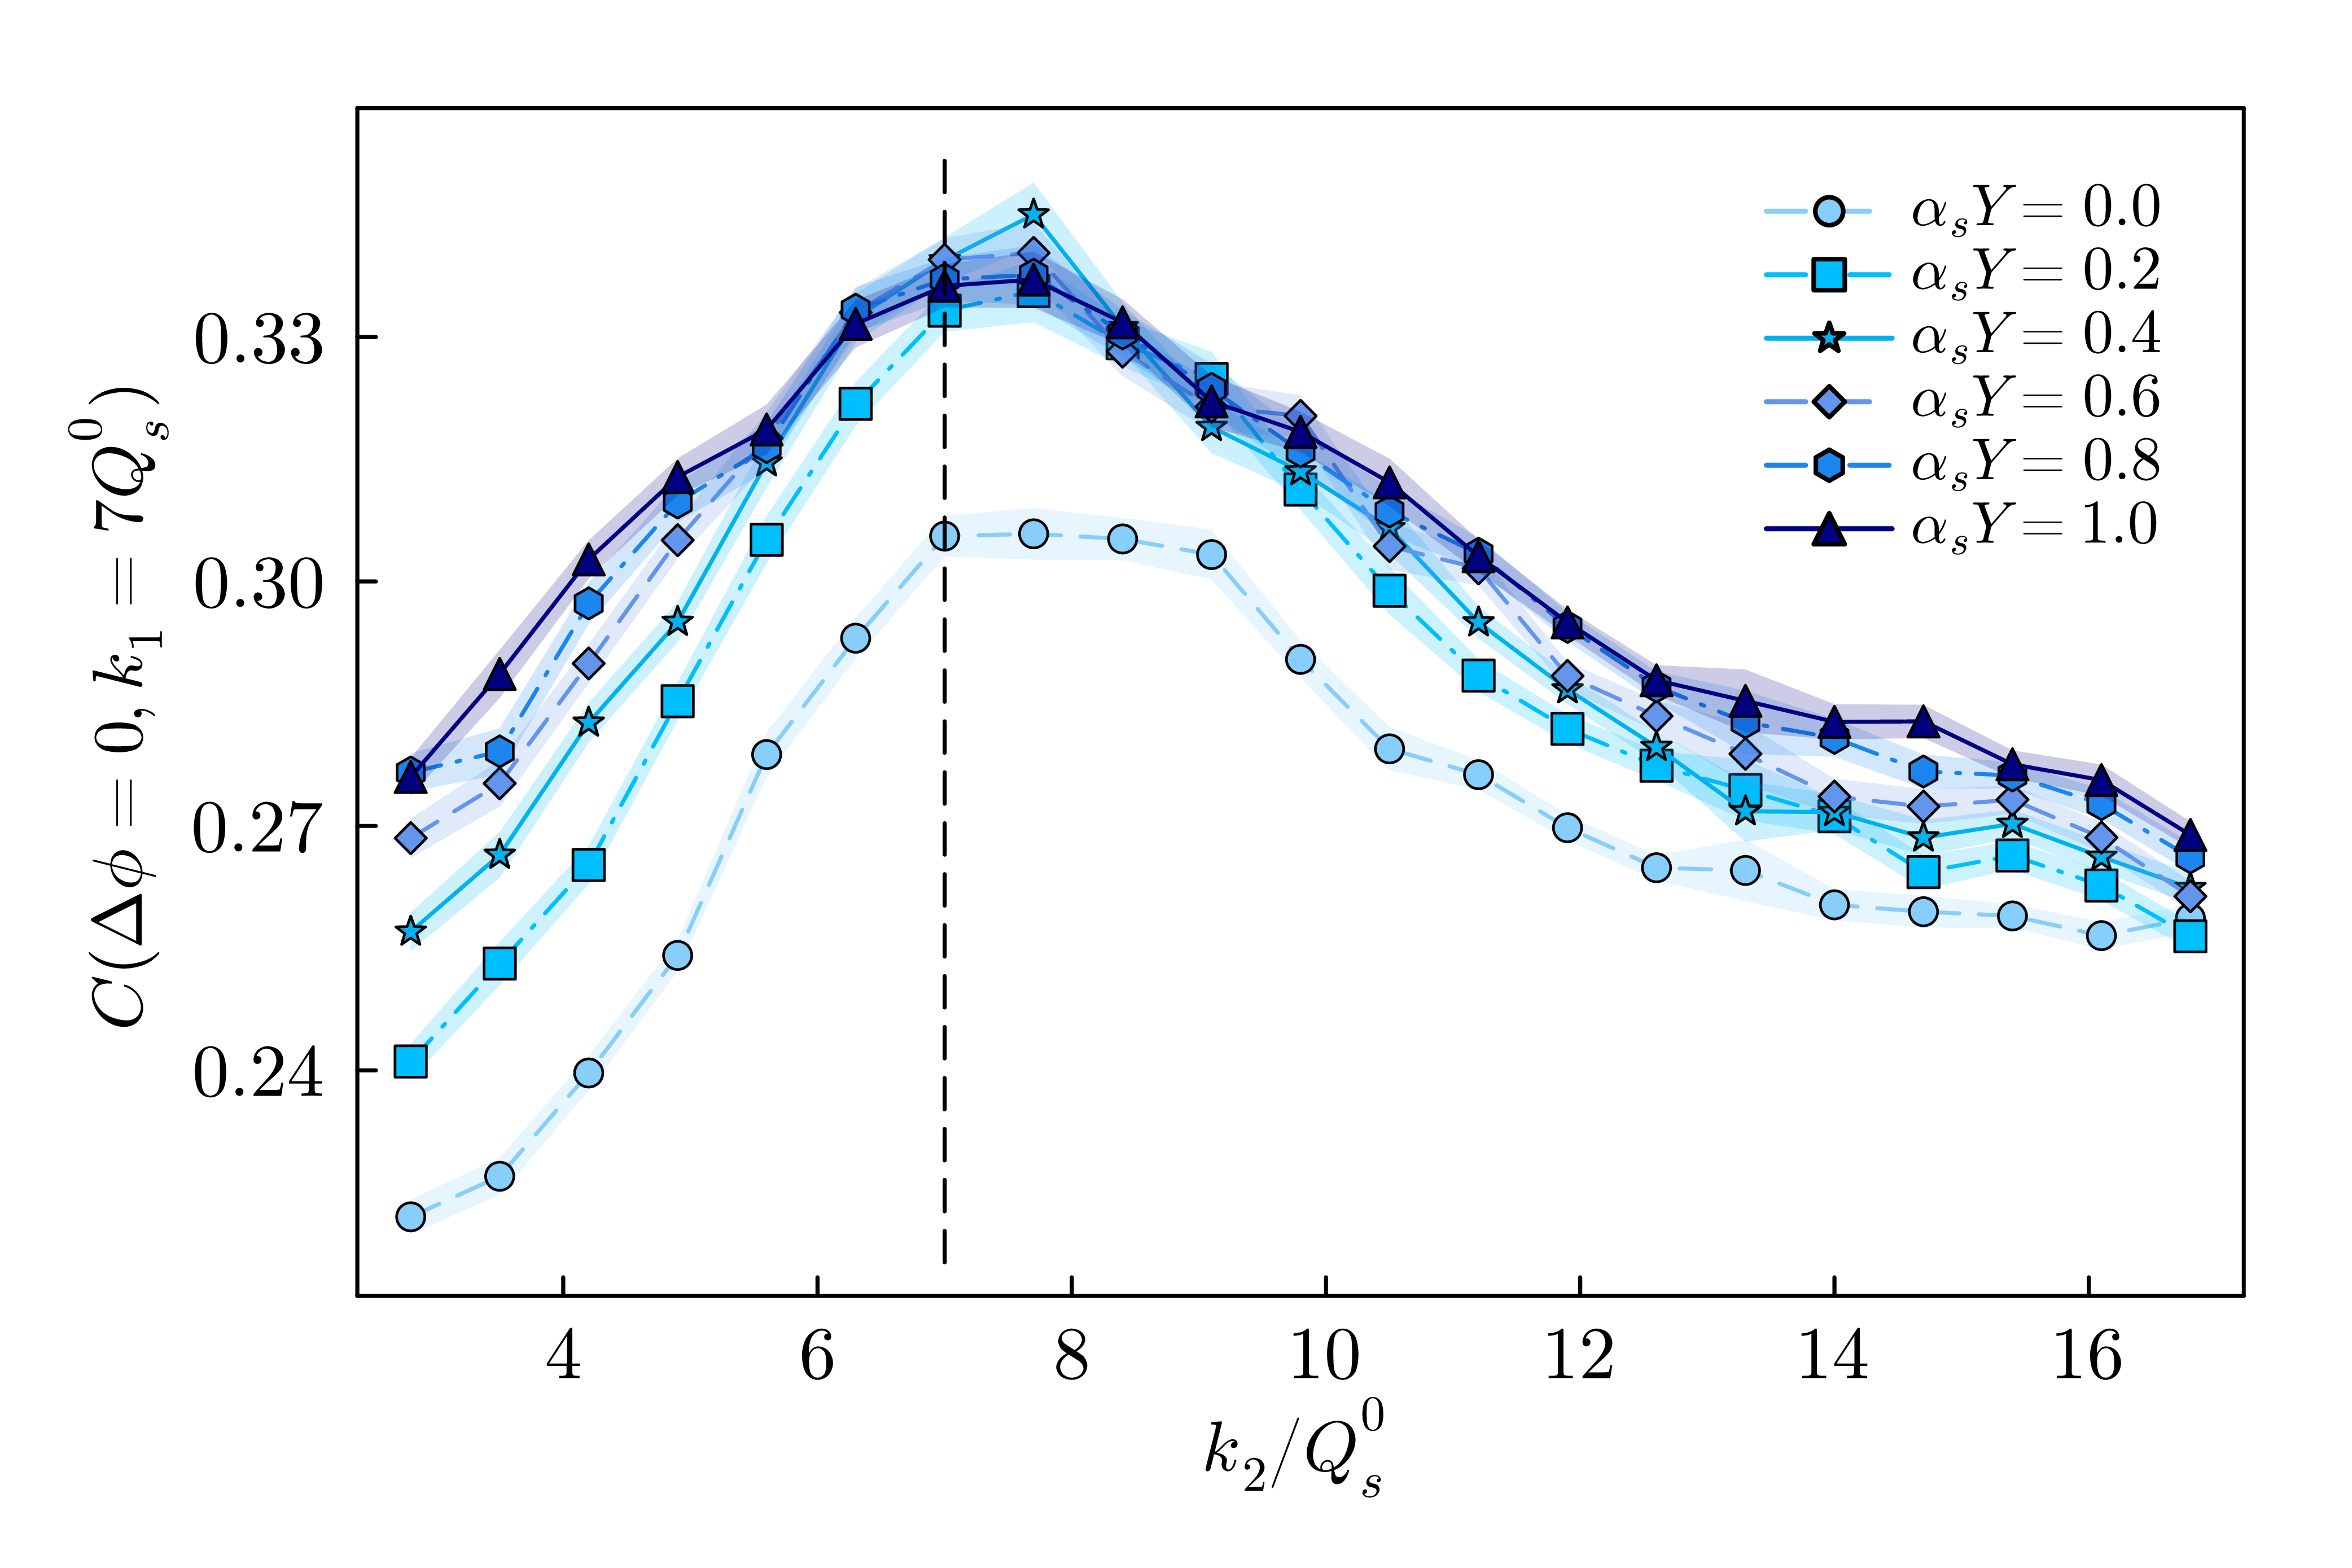 C(Δϕ = 0, k₁ = 7Qₛ⁰)
0.33
0.30
0.27
0.24
αₛY = 0.0
αₛY = 0.2
αₛY = 0.4
αₛY = 0.6
αₛY = 0.8
αₛY = 1.0
4 6 8 10 12 14 16
k₂/Qₛ⁰